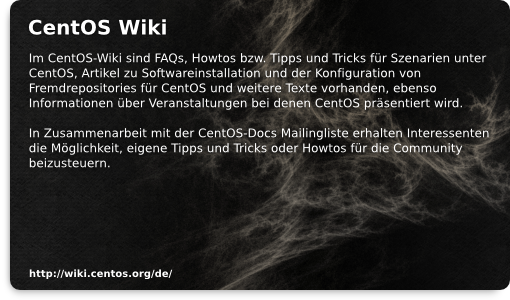 CentOS Wiki
Im CentOS-Wiki sind FAQs, Howtos bzw. Tipps und Tricks für Szenarien unter
CentOS, Artikel zu Softwareinstallation und der Konfiguration von
Fremdrepositories für CentOS und weitere Texte vorhanden, ebenso
Informationen über Veranstaltungen bei denen CentOS präsentiert wird.
In Zusammenarbeit mit der CentOS-Docs Mailingliste erhalten Interessenten
die Möglichkeit, eigene Tipps und Tricks oder Howtos für die Community
beizusteuern.
http://wiki.centos.org/de/